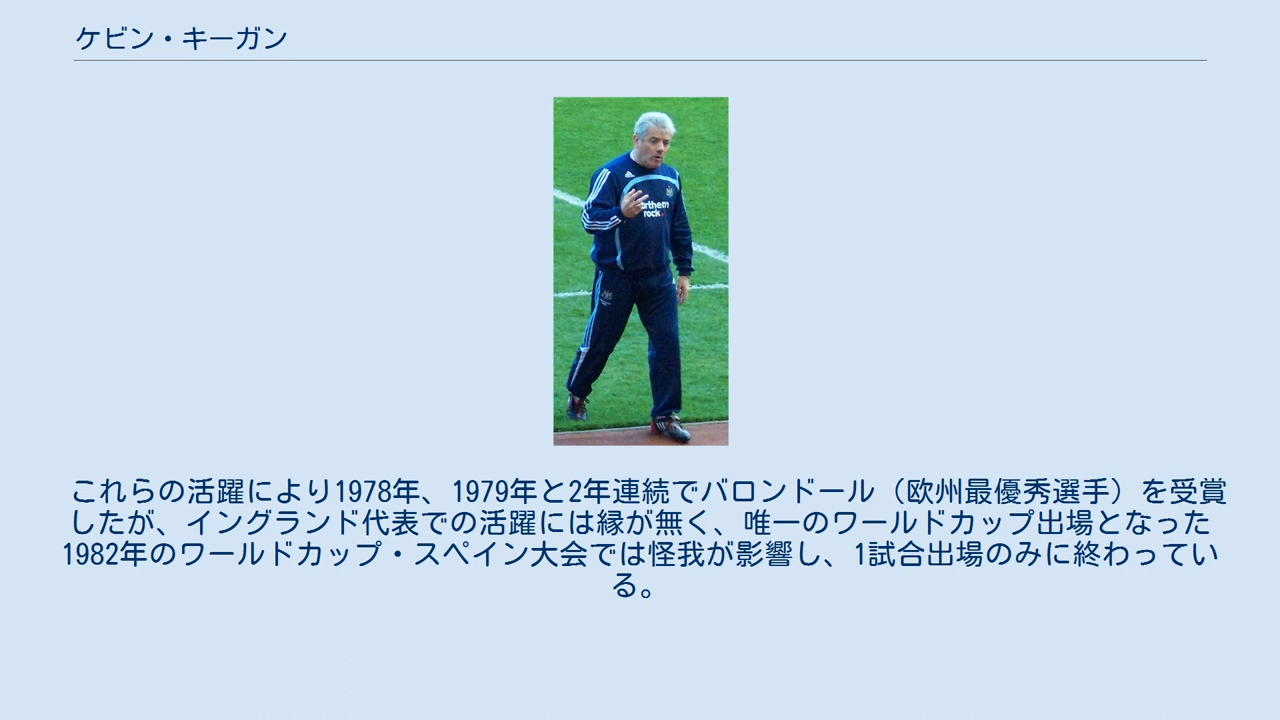 ケビン・キーガン
rthern
rock.
これらの活躍により1978年、1979年と2年連続でバロンドール（欧州最優秀選手）を受賞
したが、イングランド代表での活躍には縁が無く、唯一のワールドカップ出場となった
1982年のワールドカップ・スペイン大会では怪我が影響し、1試合出場のみに終わってい
る。